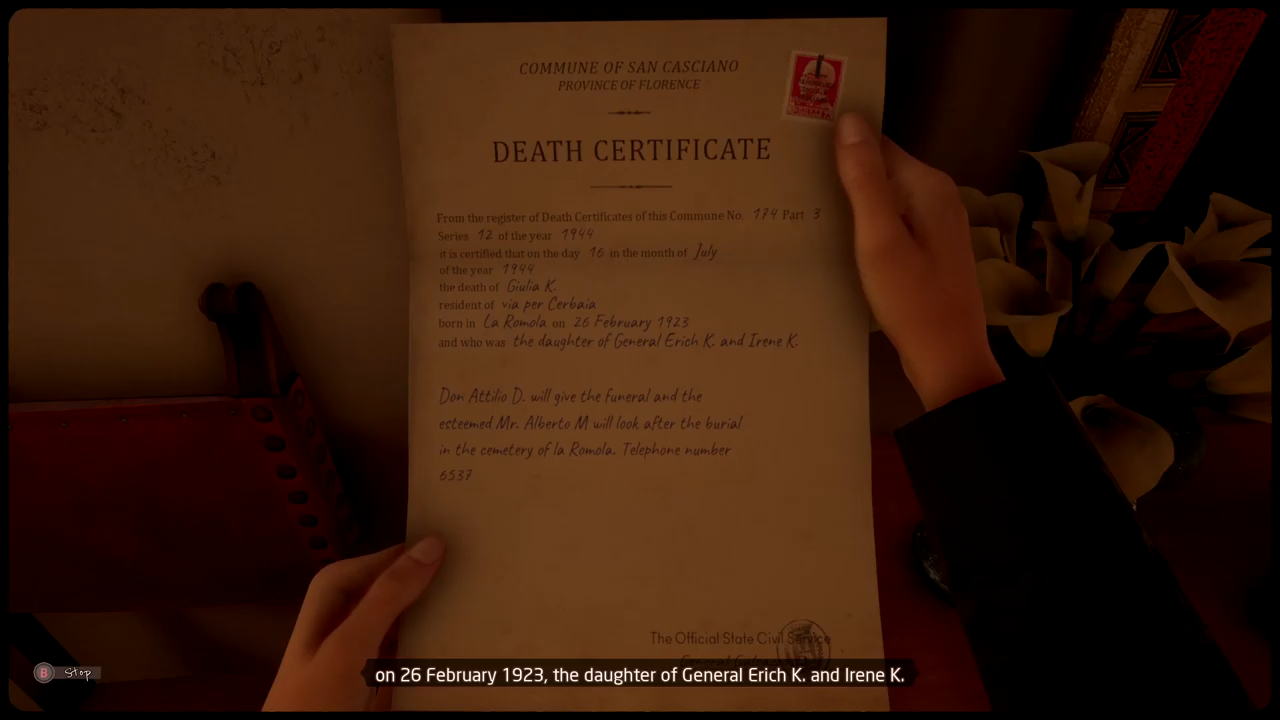 COMMUNE OF SAN CASCIANO
PROVINCE OF FLORENCE
DEATH CERTIFICATE
From the register of Death Certificates of this Commune No. 174 Part 3
Series 12 of the year 1944
it is certified that on the day 16 in the month of July
of the year 1944
the death of Giulia K.
resident of via per Cerbaia
born in La Romola on 26 February 1923
and who was the daughter of General Erich K. and Irene K.
Don Attilio D. will give the funeral and the
esteemed Mr. Alberto M will look after the burial
in the cemetery of la Romola. Telephone number
6537
The Official State Civil Service
B Stop
on 26 February 1923, the daughter of General Erich K. and Irene K.